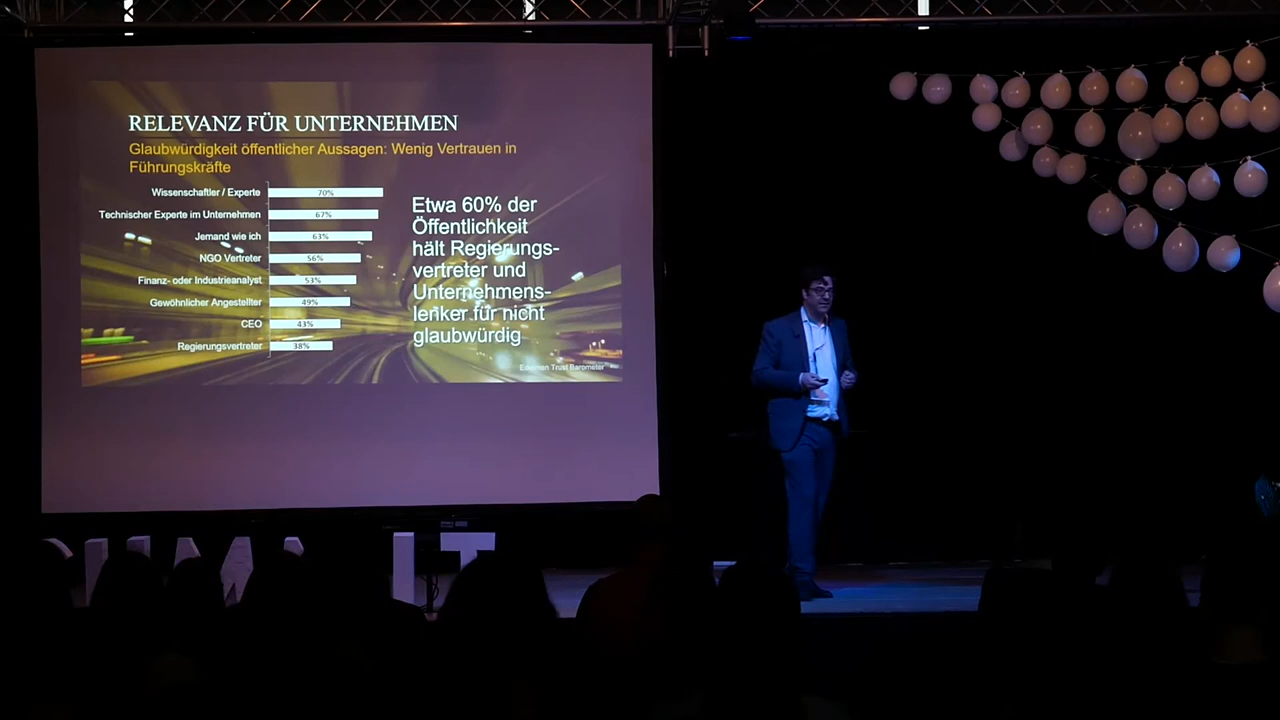 RELEVANZ FÜR UNTERNEHMEN
Glaubwürdigkeit öffentlicher Aussagen: Wenig Vertrauen in
Führungskräfte
Wissenschaftler / Experte 70%
Technischer Experte im Unternehmen 67%
Jemand wie ich 63%
NGO Vertreter 56%
Finanz- oder Industrieanalyst 53%
Gewöhnlicher Angestellter 49%
CEO 43%
Regierungsvertreter 38%
Etwa 60% der
Öffentlichkeit
hält Regierungs-
vertreter und
Unternehmens-
lenker für nicht
glaubwürdig
Edelman Trust Barometer